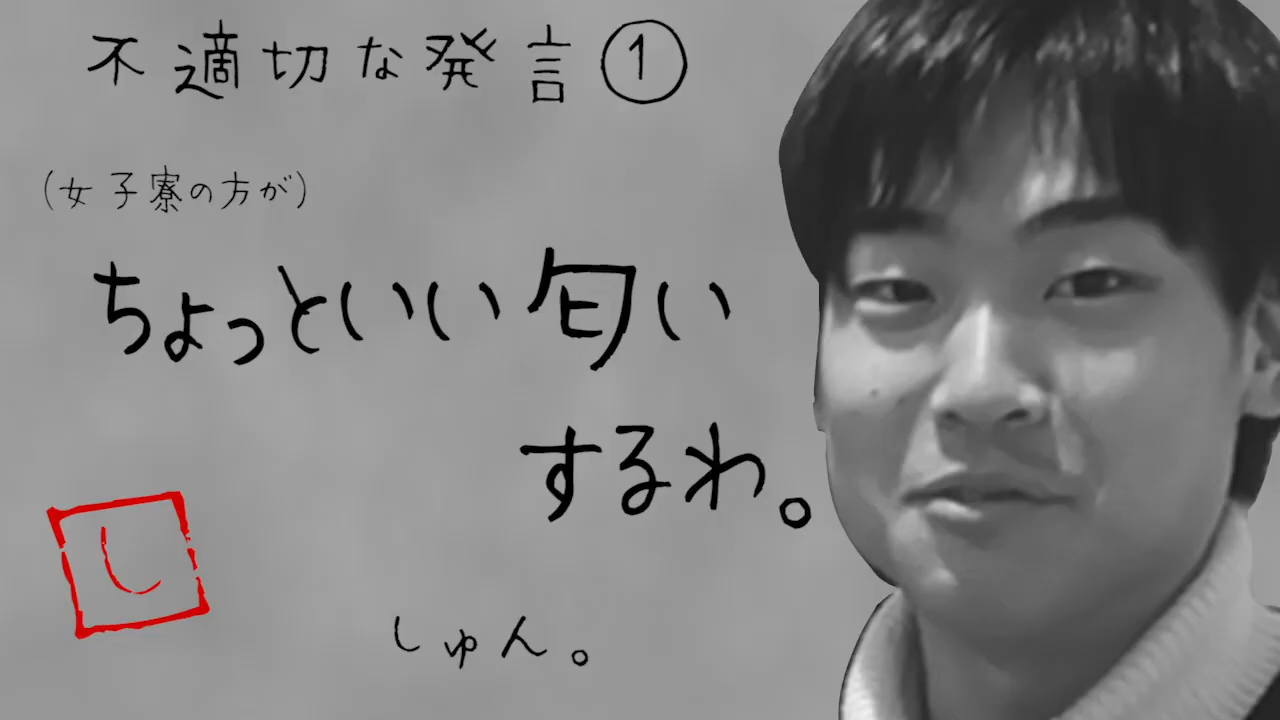 不適切な発言①
(女子寮の方が)
ちょっといい匂い
するわ。
し
しゅん。